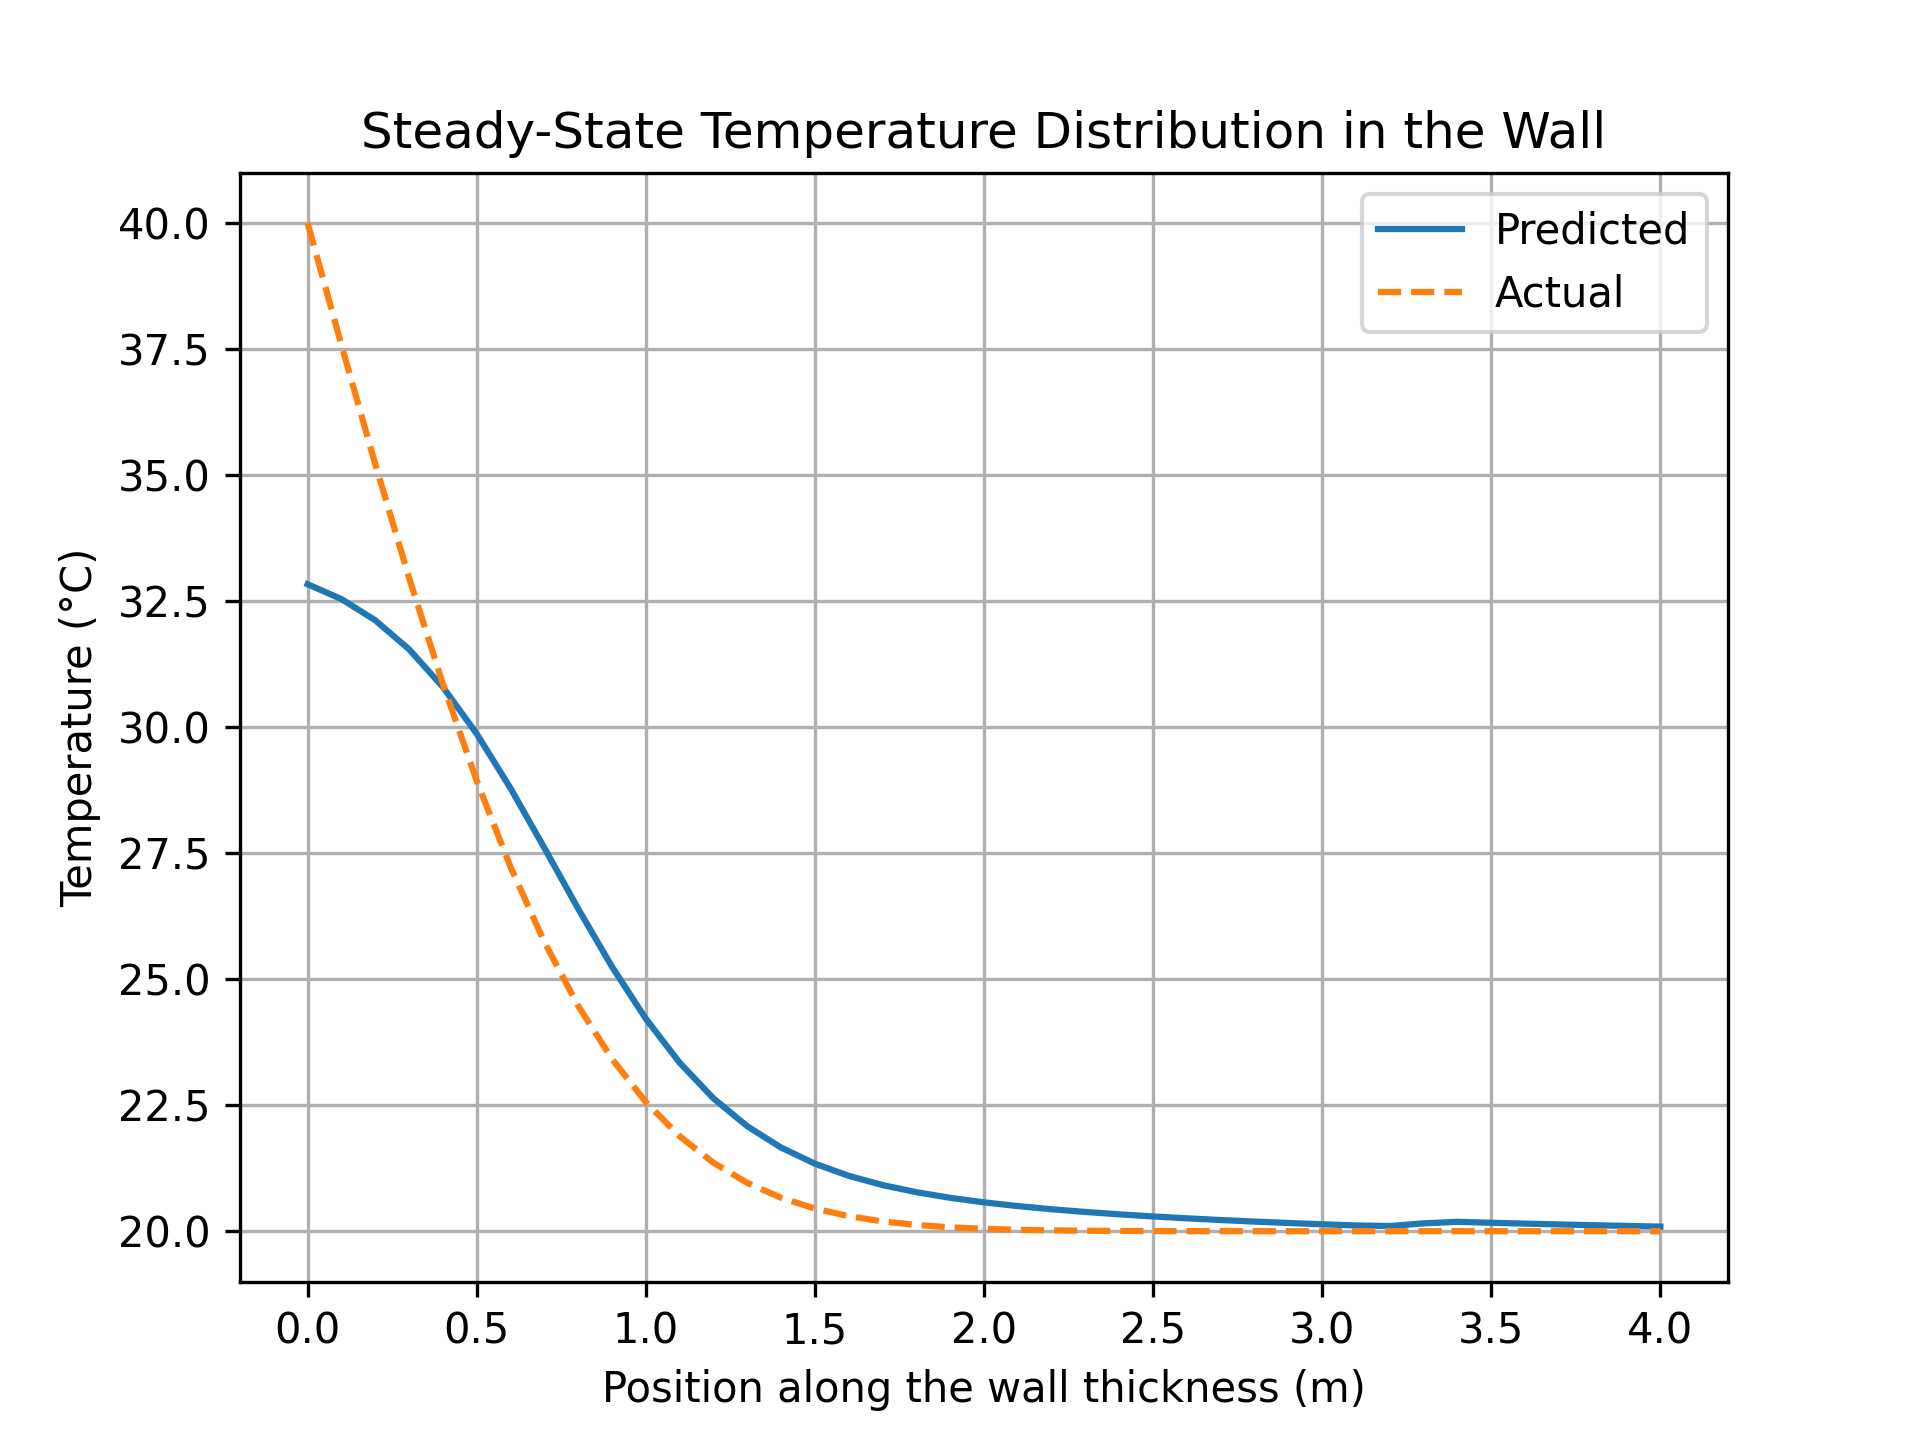 Steady-State Temperature Distribution in the Wall
Predicted
Actual
Temperature (°C)
40.0
37.5
35.0
32.5
30.0
27.5
25.0
22.5
20.0
0.0 0.5 1.0 1.5 2.0 2.5 3.0 3.5 4.0
Position along the wall thickness (m)